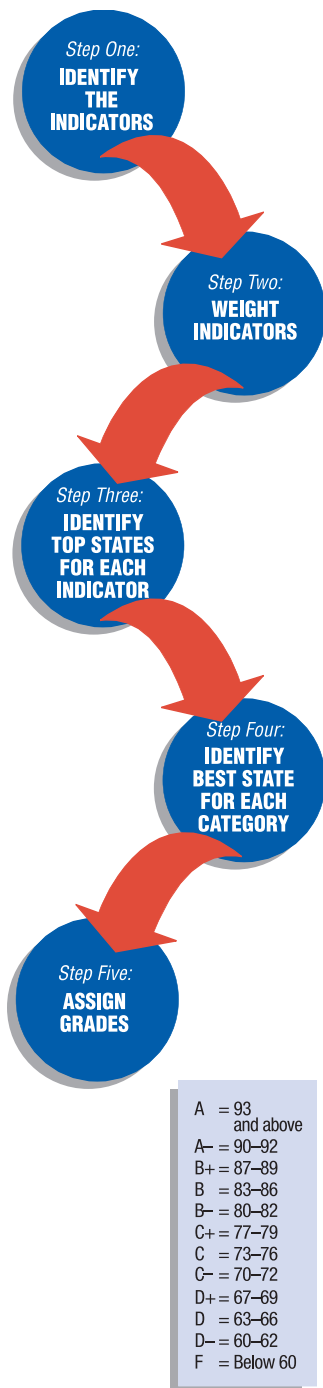 Step One:
IDENTIFY
THE
INDICATORS
Step Two:
WEIGHT
INDICATORS
Step Three:
IDENTIFY
TOP STATES
FOR EACH
INDICATOR
Step Four:
IDENTIFY
BEST STATE
FOR EACH
CATEGORY
Step Five:
ASSIGN
GRADES
A = 93
and above
A– = 90–92
B+ = 87–89
B = 83–86
B– = 80–82
C+ = 77–79
C = 73–76
C– = 70–72
D+ = 67–69
D = 63–66
D– = 60–62
F = Below 60